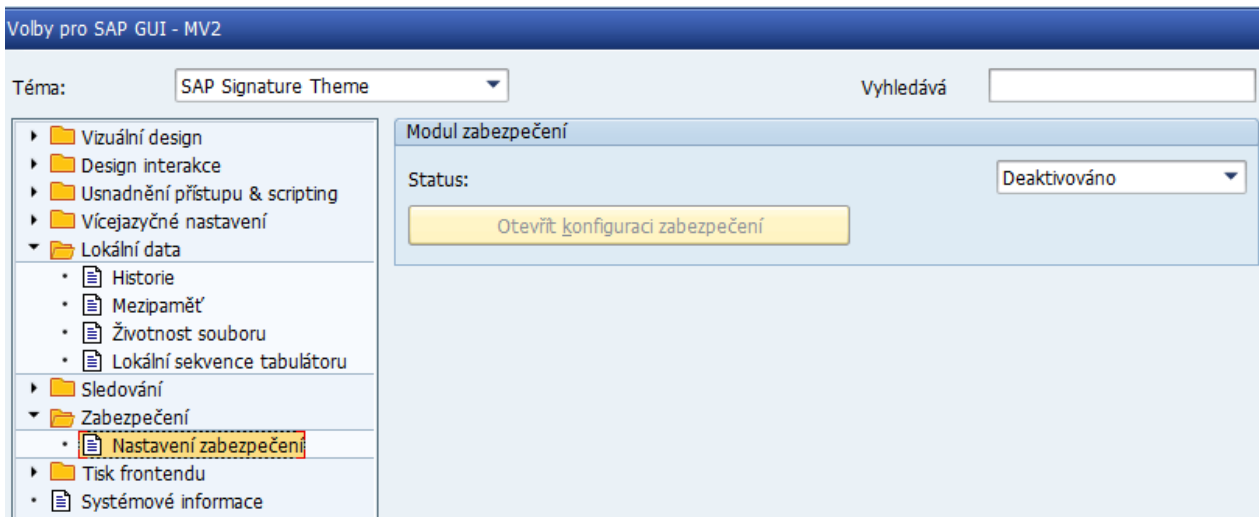 Volby pro SAP GUI - MV2
Téma:
SAP Signature Theme
Vyhledává
Vizuální design
Design interakce
Usnadnění přístupu & scripting
Vícejazyčné nastavení
Lokální data
Historie
Mezipaměť
Životnost souboru
Lokální sekvence tabulátoru
Sledování
Zabezpečení
Nastavení zabezpečení
Tisk frontendu
Systémové informace
Modul zabezpečení
Status:
Deaktivováno
Otevřít konfiguraci zabezpečení